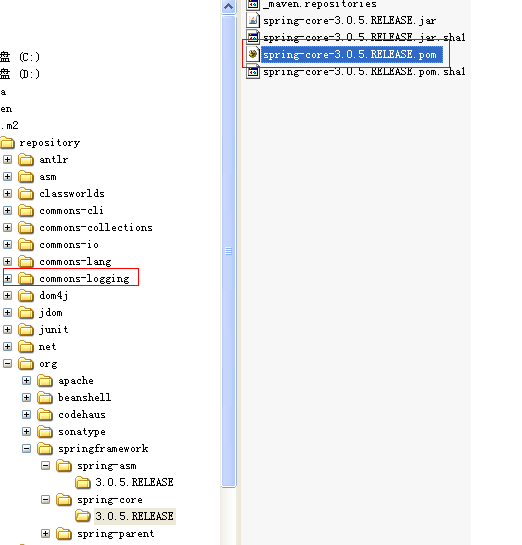 盘 (C:)
盘 (D:)
a
en
.m2
repository
antlr
asm
classworlds
commons-cli
commons-collections
commons-io
commons-lang
commons-logging
dom4j
jdom
junit
net
org
apache
beanshell
codehaus
sonatype
springframework
spring-asm
3.0.5.RELEASE
spring-core
3.0.5.RELEASE
spring-parent
_maven.repositories
spring-core-3.0.5.RELEASE.jar
spring-core-3.0.5.RELEASE.jar.sha1
spring-core-3.0.5.RELEASE.pom
spring-core-3.0.5.RELEASE.pom.sha1